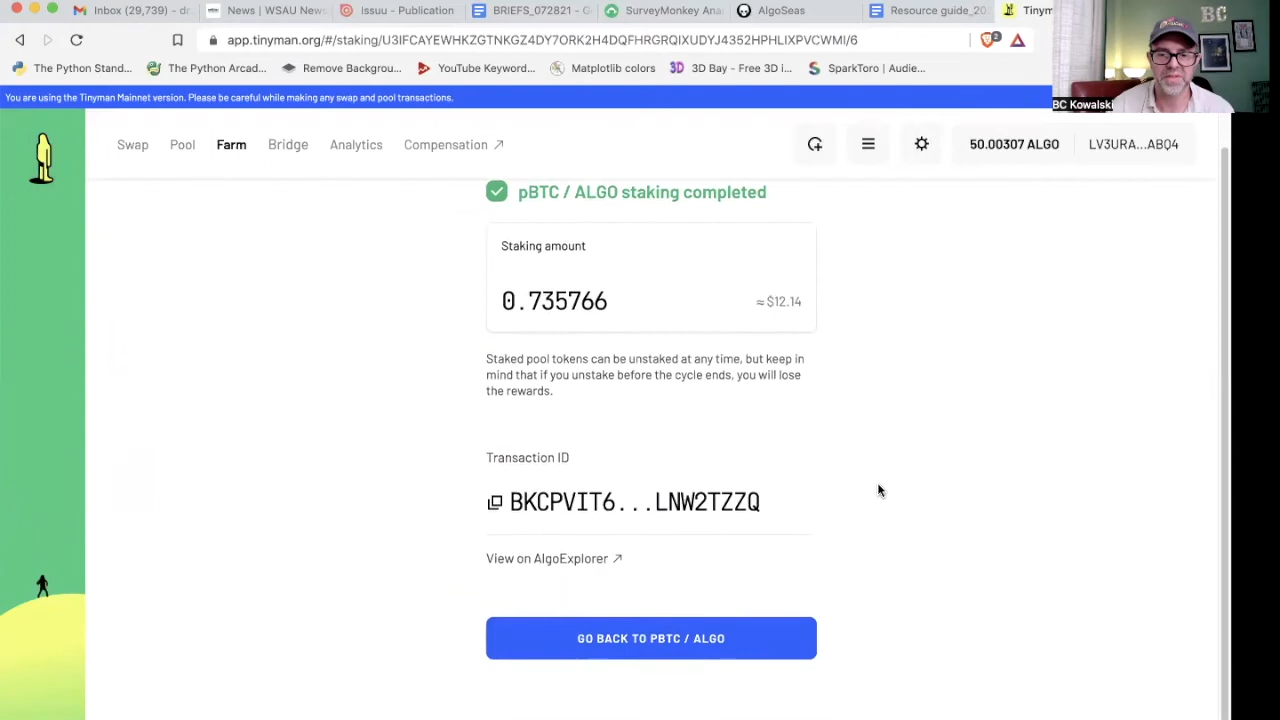 Inbox (29,739) – dr
News | WSAU News
Issuu - Publication
BRIEFS_072821 - G
SurveyMonkey Ana
AlgoSeas
Resource guide_20
Tinym
app.tinyman.org/#/staking/U3IFCAYEWHKZGTNKGZ4DY7ORK2H4DQFHRGRQIXUDYJ4352HPHLIXPVCWMI/6
2
The Python Stand...
The Python Arcad...
Remove Backgrou...
YouTube Keyword...
Matplotlib colors
3D Bay - Free 3D i...
SparkToro | Audie...
BC
BC Kowalski
You are using the Tinyman Mainnet version. Please be careful while making any swap and pool transactions.
Swap
Pool
Farm
Bridge
Analytics
Compensation
50.00307 ALGO
LV3URA...ABQ4
pBTC / ALGO staking completed
Staking amount
0.735766
≈ $12.14
Staked pool tokens can be unstaked at any time, but keep in
mind that if you unstake before the cycle ends, you will lose
the rewards.
Transaction ID
BKCPVIT6...LNW2TZZQ
View on AlgoExplorer
GO BACK TO PBTC / ALGO